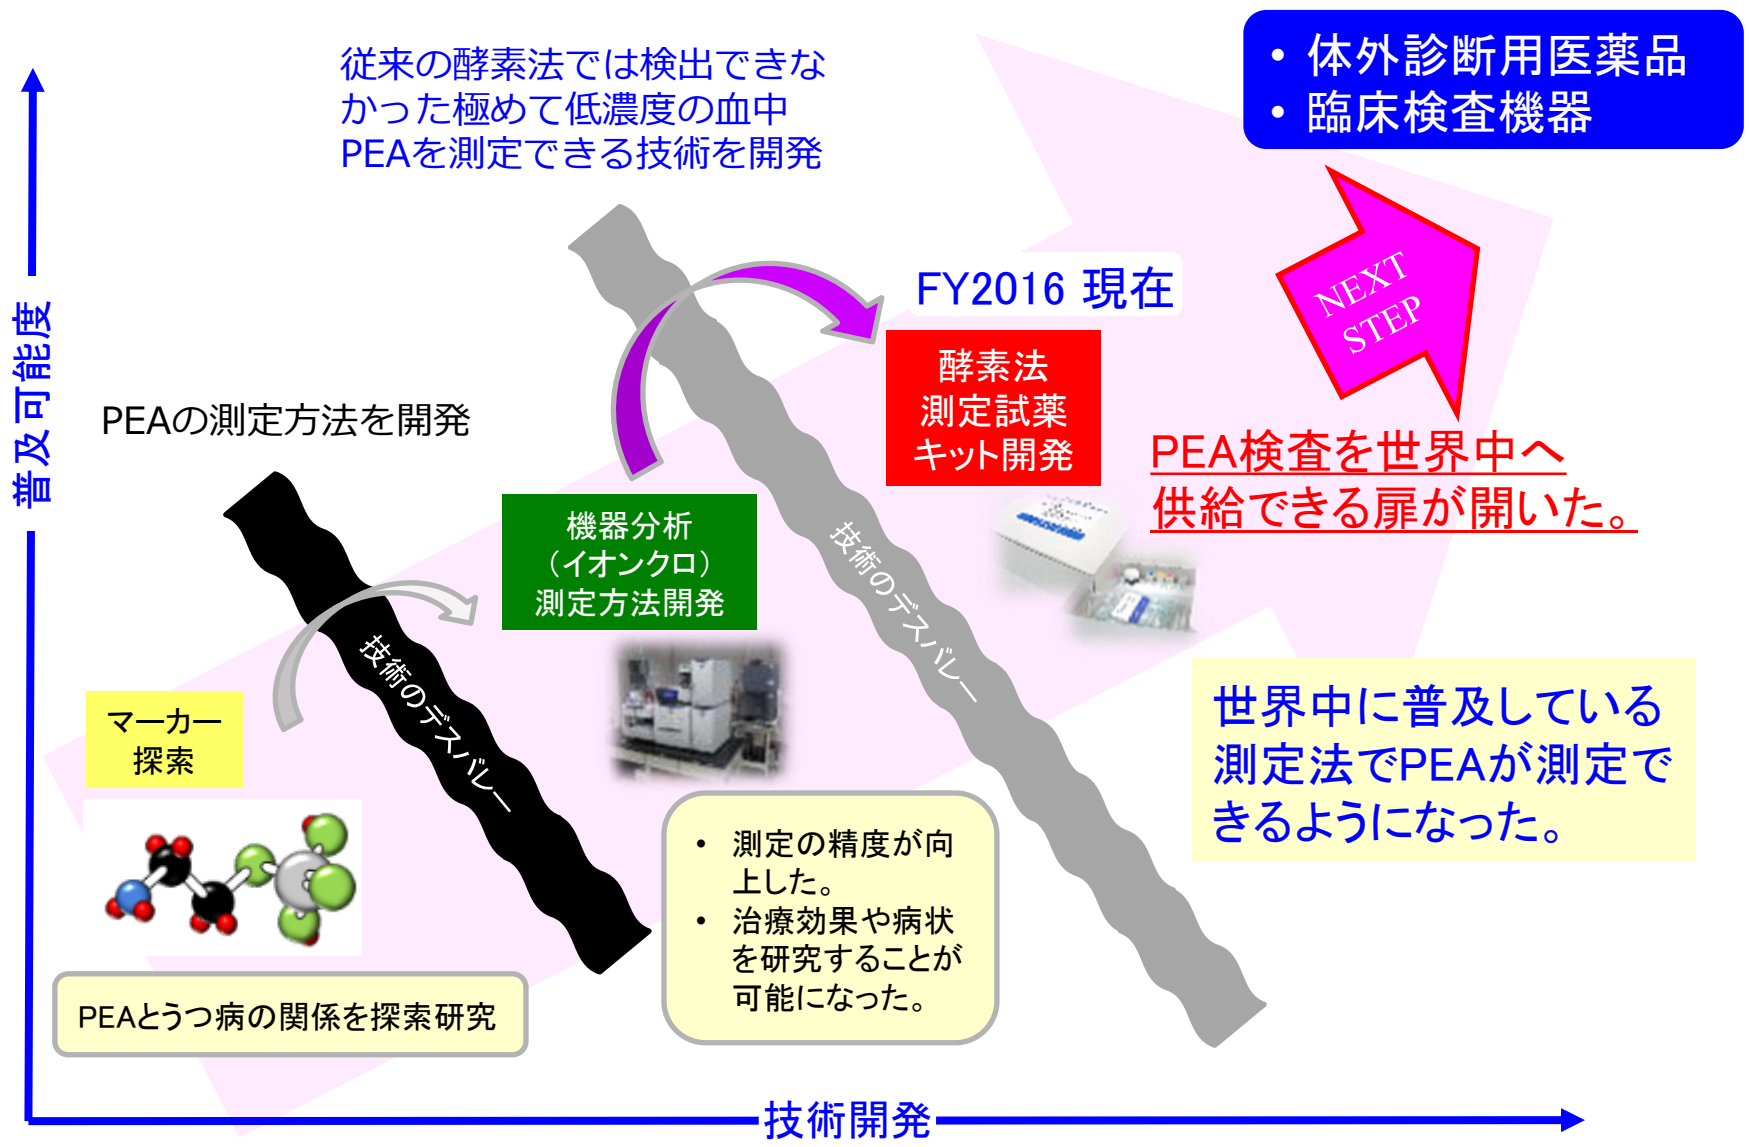 従来の酵素法では検出できな
かった極めて低濃度の血中
PEAを測定できる技術を開発
• 体外診断用医薬品
• 臨床検査機器
NEXT
STEP
FY2016 現在
酵素法
測定試薬
キット開発
普及可能度
PEAの測定方法を開発
PEA検査を世界中へ
供給できる扉が開いた。
機器分析
（イオンクロ）
測定方法開発
技術のデスバレー
技術のデスバレー
マーカー
探索
世界中に普及している
測定法でPEAが測定で
きるようになった。
• 測定の精度が向
上した。
• 治療効果や病状
を研究することが
可能になった。
PEAとうつ病の関係を探索研究
技術開発